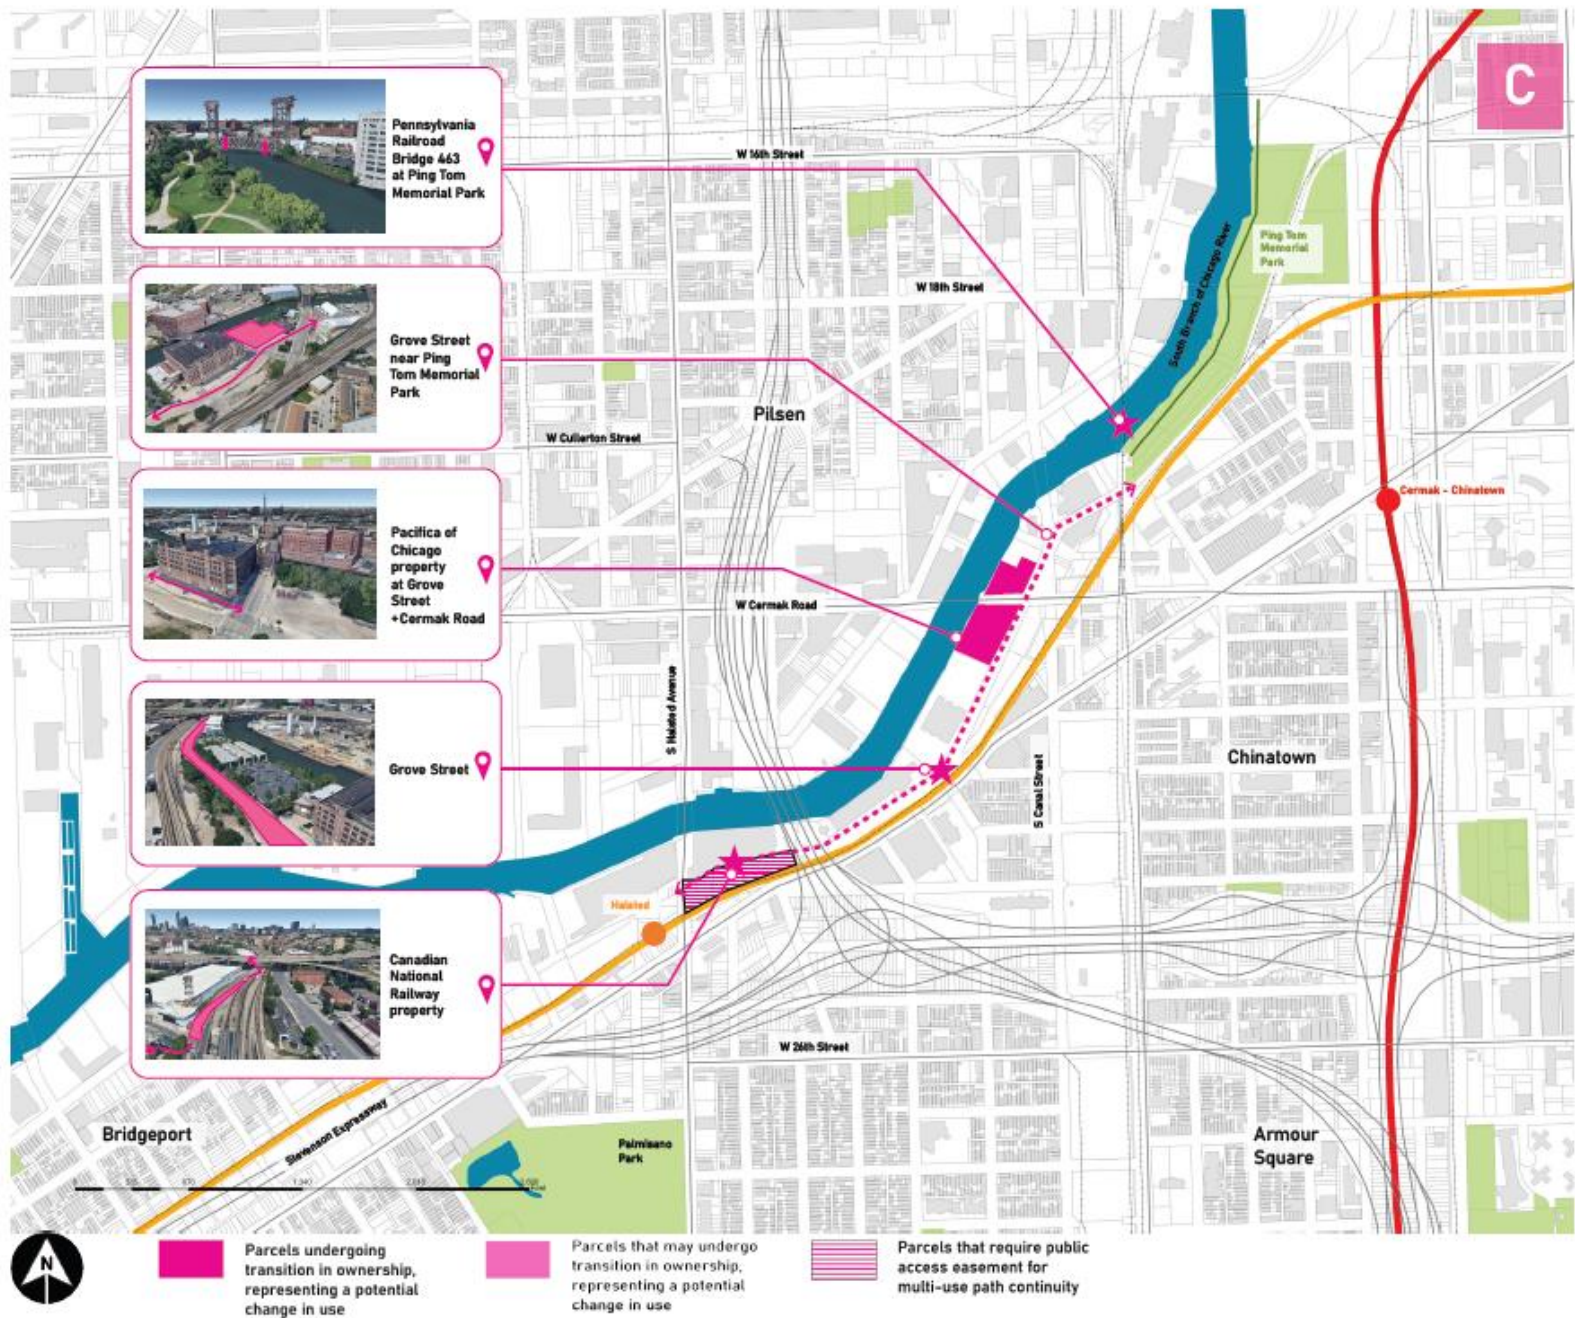 C
Pennsylvania
Railroad
Bridge 463
at Ping Tom
Memorial Park
W 16th Street
Ping Tom
Memorial
Park
South Branch of Chicago River
W 18th Street
Grove Street
near Ping
Tom Memorial
Park
Pilsen
W Cullerton Street
Cermak - Chinatown
Pacifica of
Chicago
property
at Grove
Street
+Cermak Road
W Cermak Road
S Halsted Avenue
Grove Street
Chinatown
S Canal Street
Halsted
Canadian
National
Railway
property
W 26th Street
Bridgeport
Stevenson Expressway
Palmisano
Park
Armour
Square
670
1,340
N
Parcels undergoing
transition in ownership,
representing a potential
change in use
Parcels that may undergo
transition in ownership,
representing a potential
change in use
Parcels that require public
access easement for
multi-use path continuity